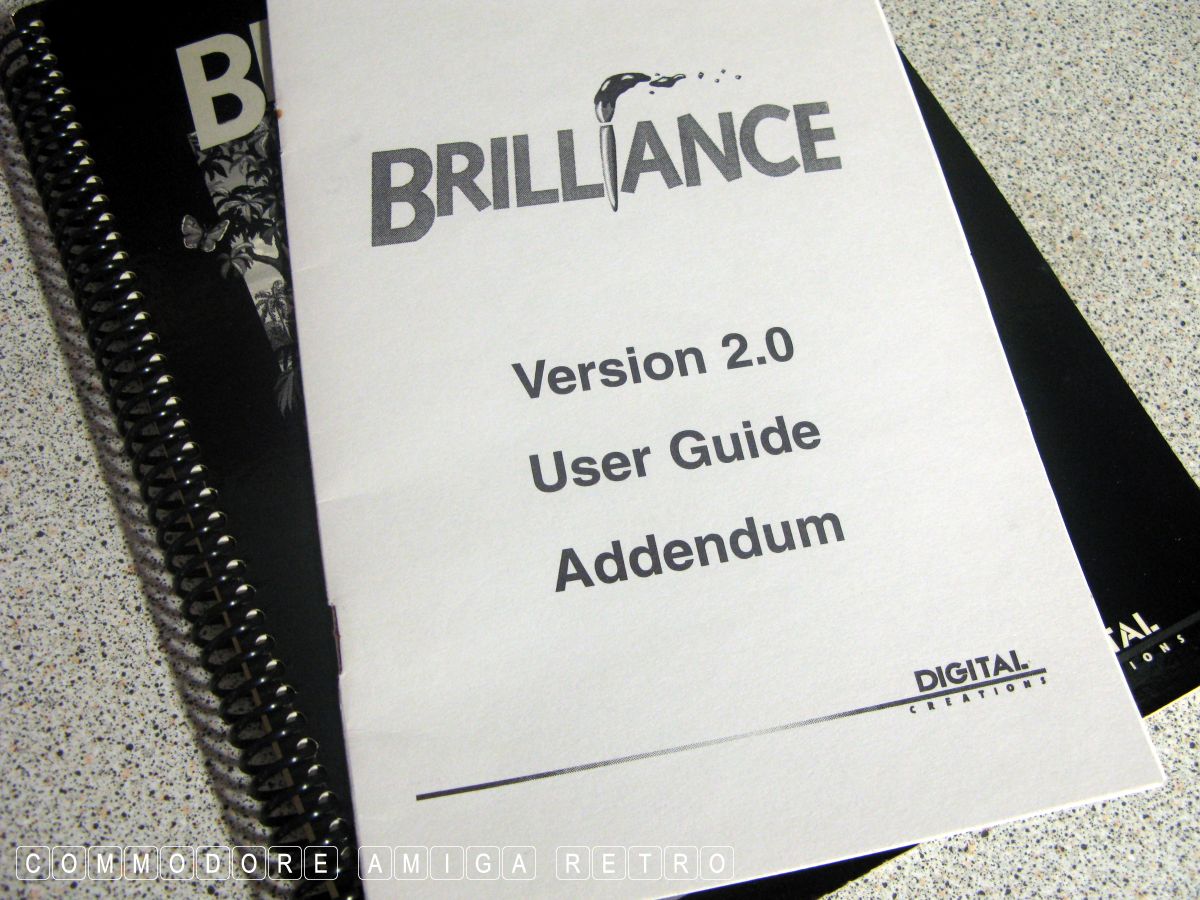 BRILLIANCE
Version 2.0
User Guide
Addendum
DIGITAL
CREATIONS
COMMODORE AMIGA RETRO